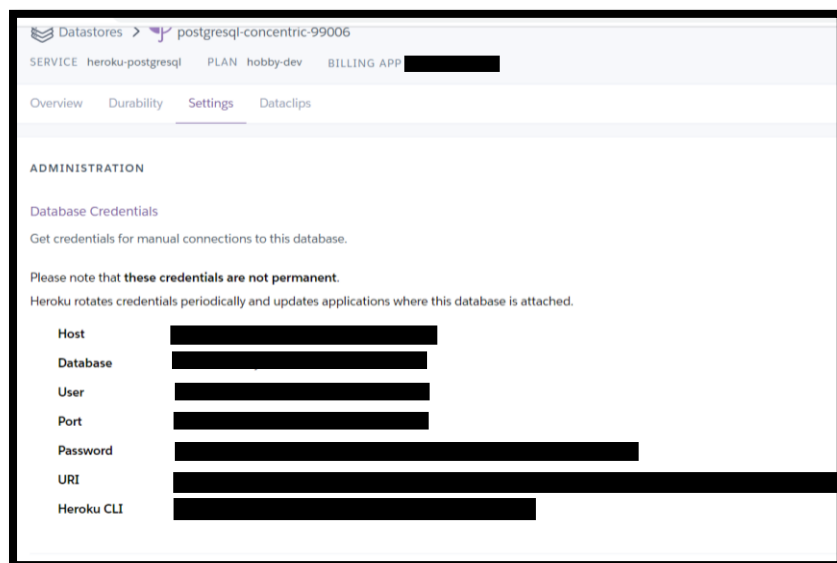 Datastores > postgresql-concentric-99006
SERVICE heroku-postgresql PLAN hobby-dev BILLING APP
Overview Durability Settings Dataclips
ADMINISTRATION
Database Credentials
Get credentials for manual connections to this database.
Please note that these credentials are not permanent.
Heroku rotates credentials periodically and updates applications where this database is attached.
Host
Database
User
Port
Password
URI
Heroku CLI